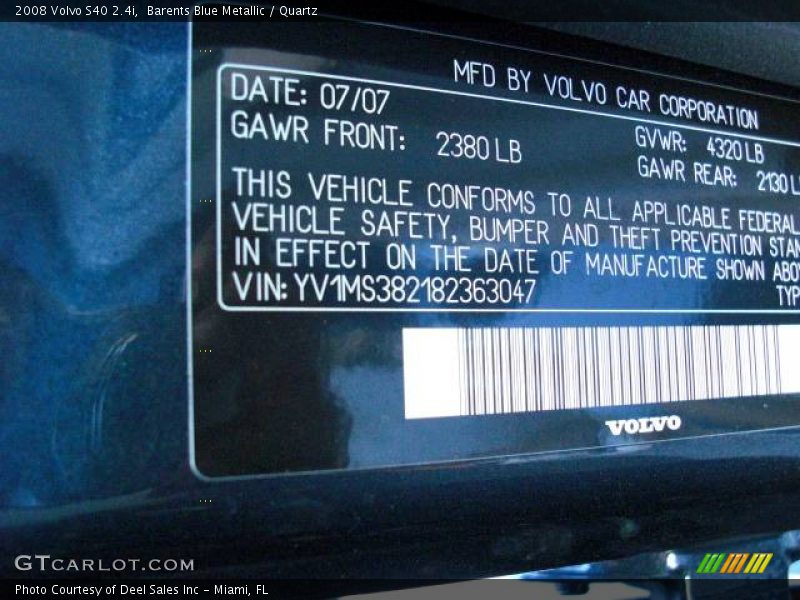 2008 Volvo S40 2.4i, Barents Blue Metallic / Quartz
MFD BY VOLVO CAR CORPORATION
DATE: 07/07
GAWR FRONT: 2380 LB
GVWR: 4320 LB
GAWR REAR: 2130 L
THIS VEHICLE CONFORMS TO ALL APPLICABLE FEDERAL
VEHICLE SAFETY, BUMPER AND THEFT PREVENTION STAN
IN EFFECT ON THE DATE OF MANUFACTURE SHOWN ABO
VIN: YV1MS382182363047
TYP
VOLVO
GTCARLOT.COM
Photo Courtesy of Deel Sales Inc - Miami, FL